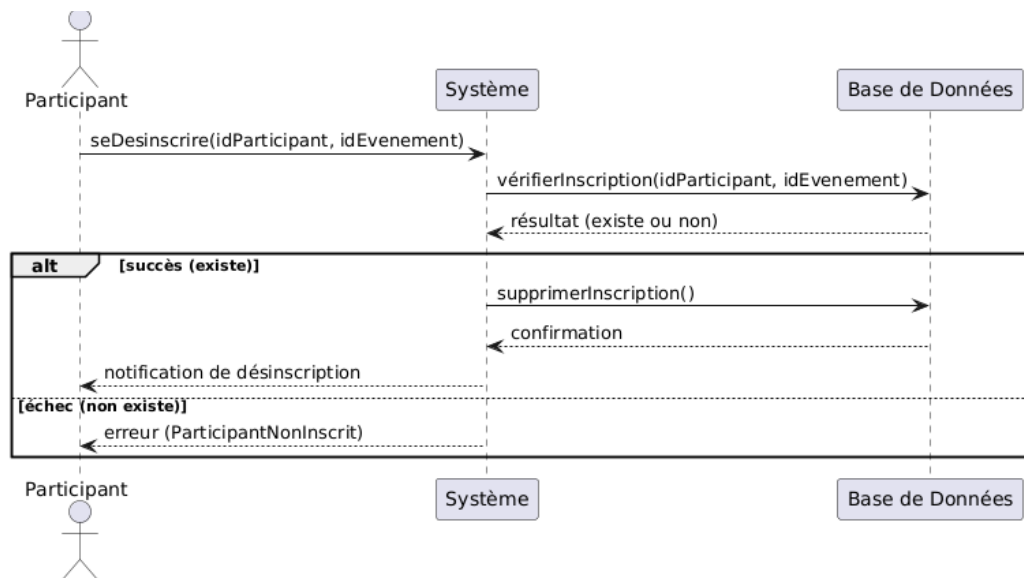 Participant
Système
Base de Données
seDesinscrire(idParticipant, idEvenement)
vérifierInscription(idParticipant, idEvenement)
résultat (existe ou non)
alt [succès (existe)]
supprimerInscription()
confirmation
notification de désinscription
[échec (non existe)]
erreur (ParticipantNonInscrit)
Participant
Système
Base de Données